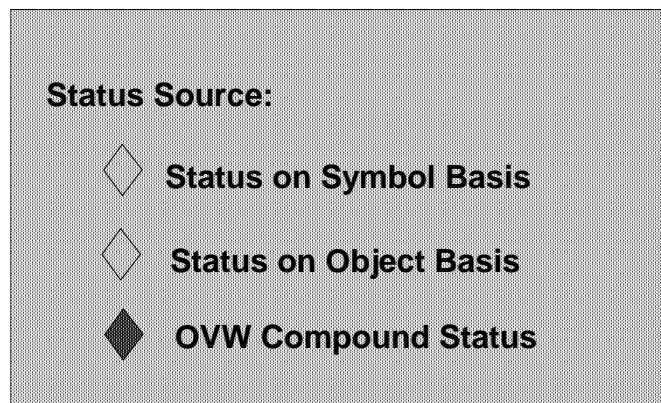 Status Source:
Status on Symbol Basis
Status on Object Basis
OVW Compound Status